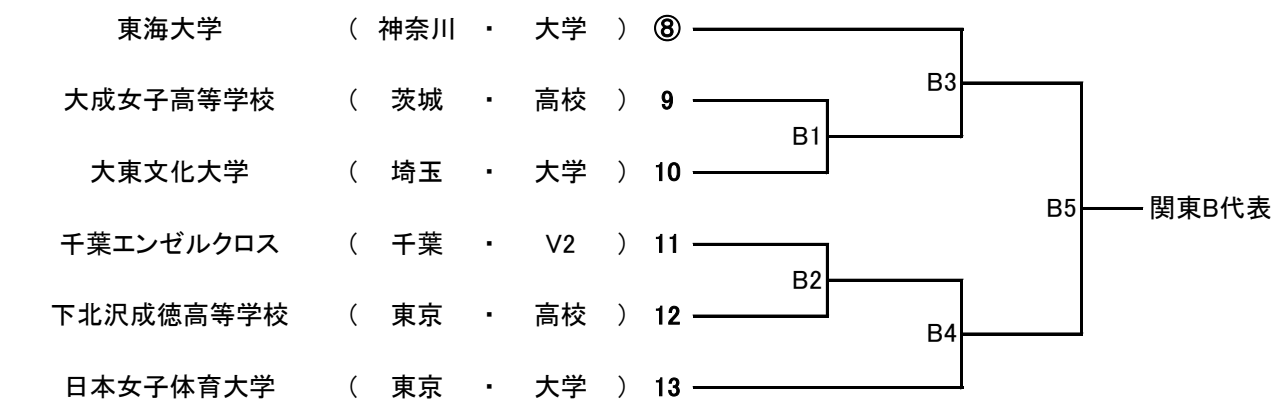 東海大学 ( 神奈川 ・ 大学 ) ⑧
B3
大成女子高等学校 ( 茨城 ・ 高校 ) 9
B1
大東文化大学 ( 埼玉 ・ 大学 ) 10
B5 関東B代表
千葉エンゼルクロス ( 千葉 ・ V2 ) 11
B2
下北沢成徳高等学校 ( 東京 ・ 高校 ) 12
B4
日本女子体育大学 ( 東京 ・ 大学 ) 13